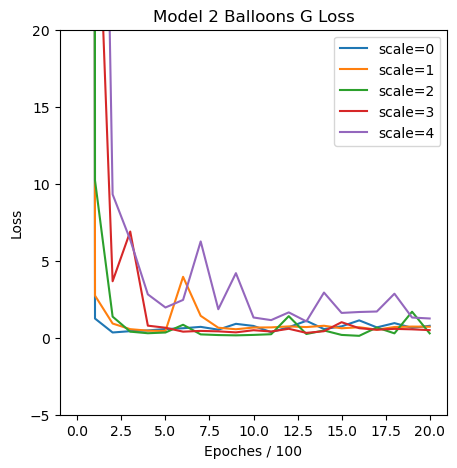 Model 2 Balloons G Loss
20
15
10
5
0
−5
Loss
scale=0
scale=1
scale=2
scale=3
scale=4
0.0 2.5 5.0 7.5 10.0 12.5 15.0 17.5 20.0
Epoches / 100